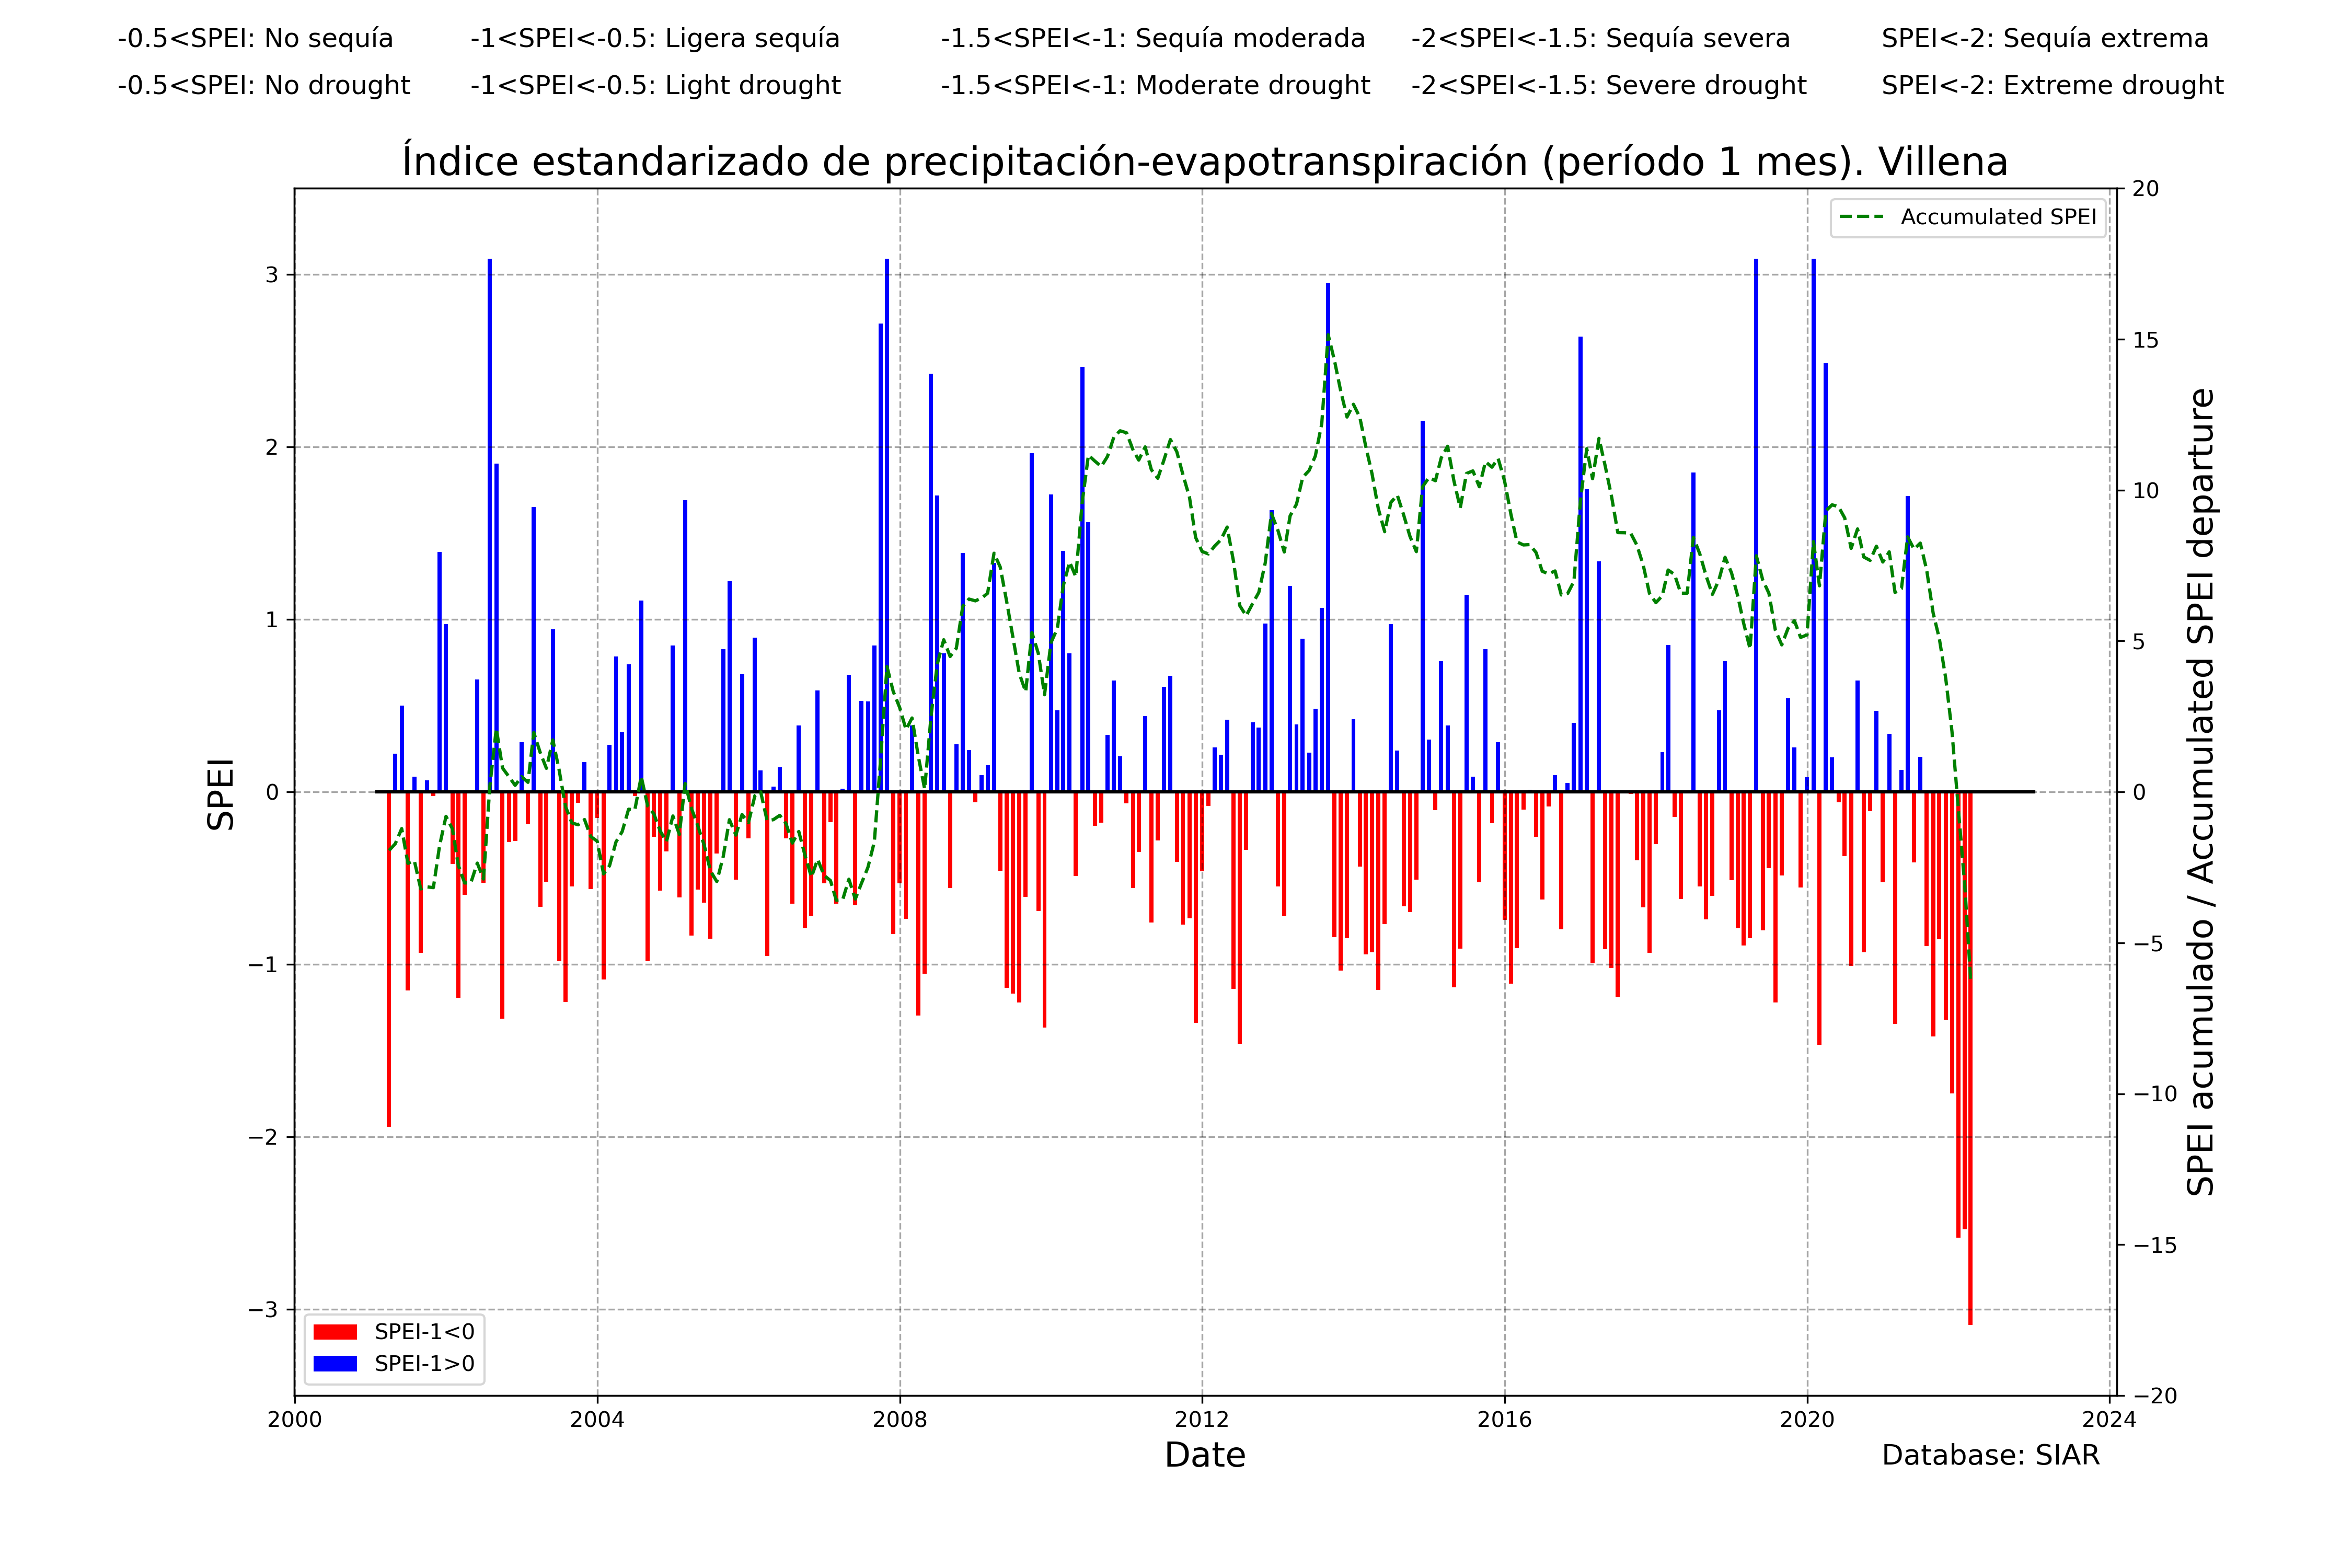 -0.5<SPEI: No sequía -1<SPEI<-0.5: Ligera sequía -1.5<SPEI<-1: Sequía moderada -2<SPEI<-1.5: Sequía severa SPEI<-2: Sequía extrema
-0.5<SPEI: No drought -1<SPEI<-0.5: Light drought -1.5<SPEI<-1: Moderate drought -2<SPEI<-1.5: Severe drought SPEI<-2: Extreme drought
Índice estandarizado de precipitación-evapotranspiración (período 1 mes). Villena
Accumulated SPEI
3
2
1
0
−1
−2
−3
SPEI
20
15
10
5
0
−5
−10
−15
−20
SPEI acumulado / Accumulated SPEI departure
SPEI-1<0
SPEI-1>0
2000 2004 2008 2012 2016 2020 2024
Date
Database: SIAR